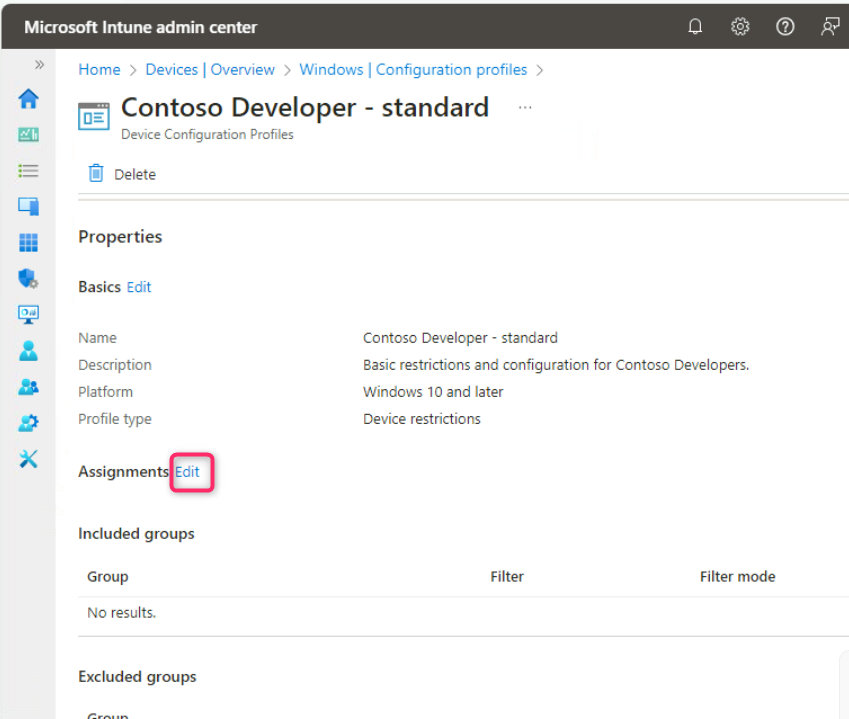 Microsoft Intune admin center
Home > Devices | Overview > Windows | Configuration profiles >
Contoso Developer - standard ...
Device Configuration Profiles
Delete
Properties
Basics Edit
Name Contoso Developer - standard
Description Basic restrictions and configuration for Contoso Developers.
Platform Windows 10 and later
Profile type Device restrictions
Assignments Edit
Included groups
Group Filter Filter mode
No results.
Excluded groups
Group